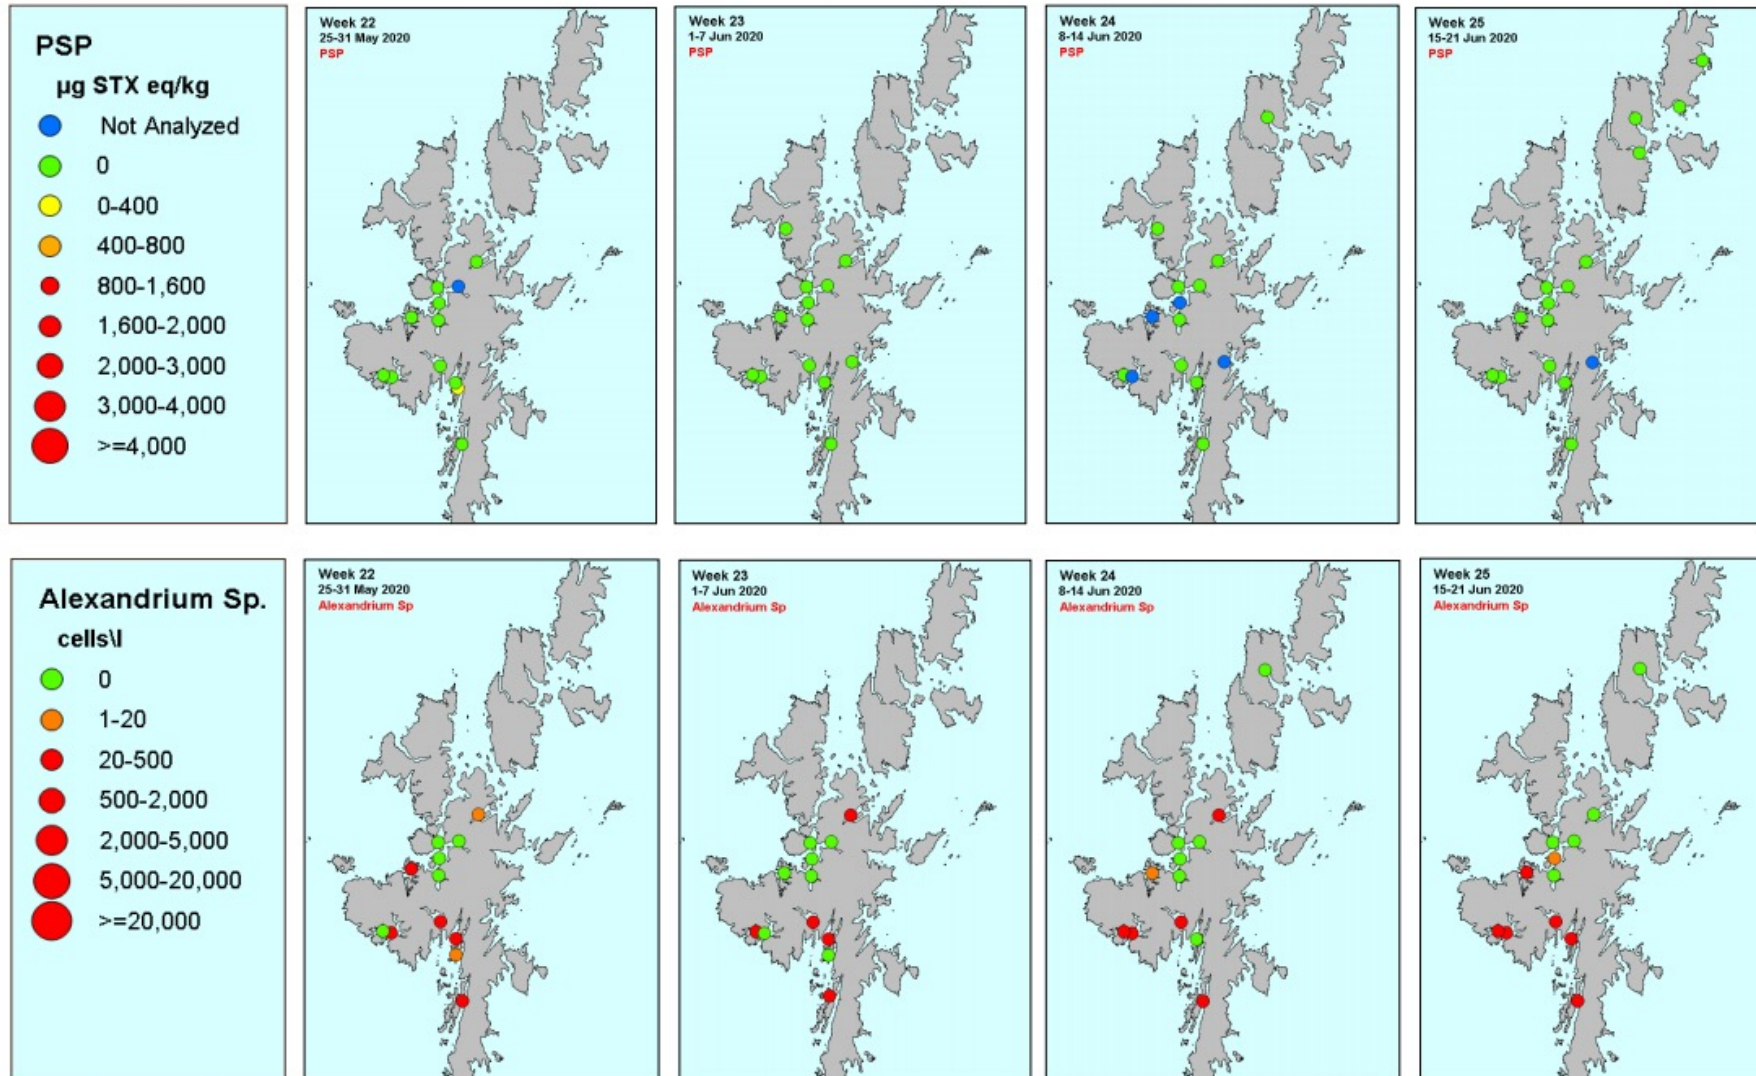 PSP
µg STX eq/kg
Not Analyzed
0
0-400
400-800
800-1,600
1,600-2,000
2,000-3,000
3,000-4,000
>=4,000
Week 22
25-31 May 2020
PSP
Week 23
1-7 Jun 2020
PSP
Week 24
8-14 Jun 2020
PSP
Week 25
15-21 Jun 2020
PSP
Alexandrium Sp.
cells\l
0
1-20
20-500
500-2,000
2,000-5,000
5,000-20,000
>=20,000
Week 22
25-31 May 2020
Alexandrium Sp
Week 23
1-7 Jun 2020
Alexandrium Sp
Week 24
8-14 Jun 2020
Alexandrium Sp
Week 25
15-21 Jun 2020
Alexandrium Sp